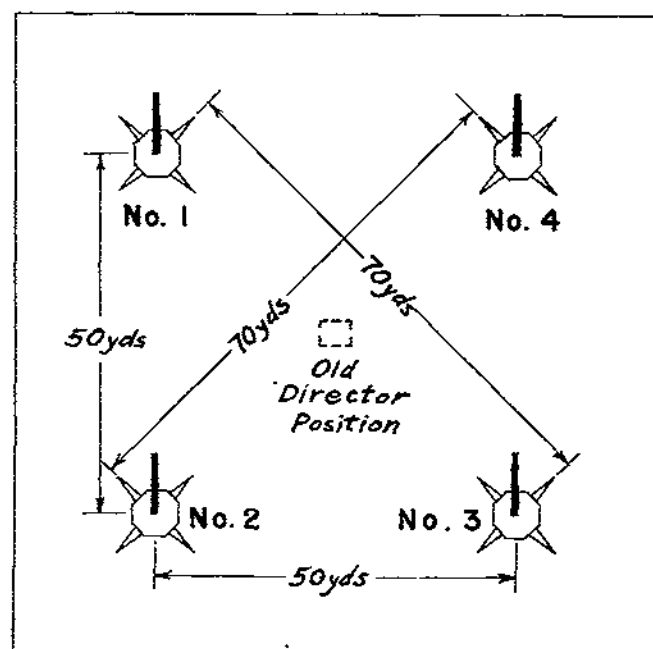 No. 1
No. 4
70yds
70yds
50yds
Old
Director
Position
No. 2
No. 3
50yds